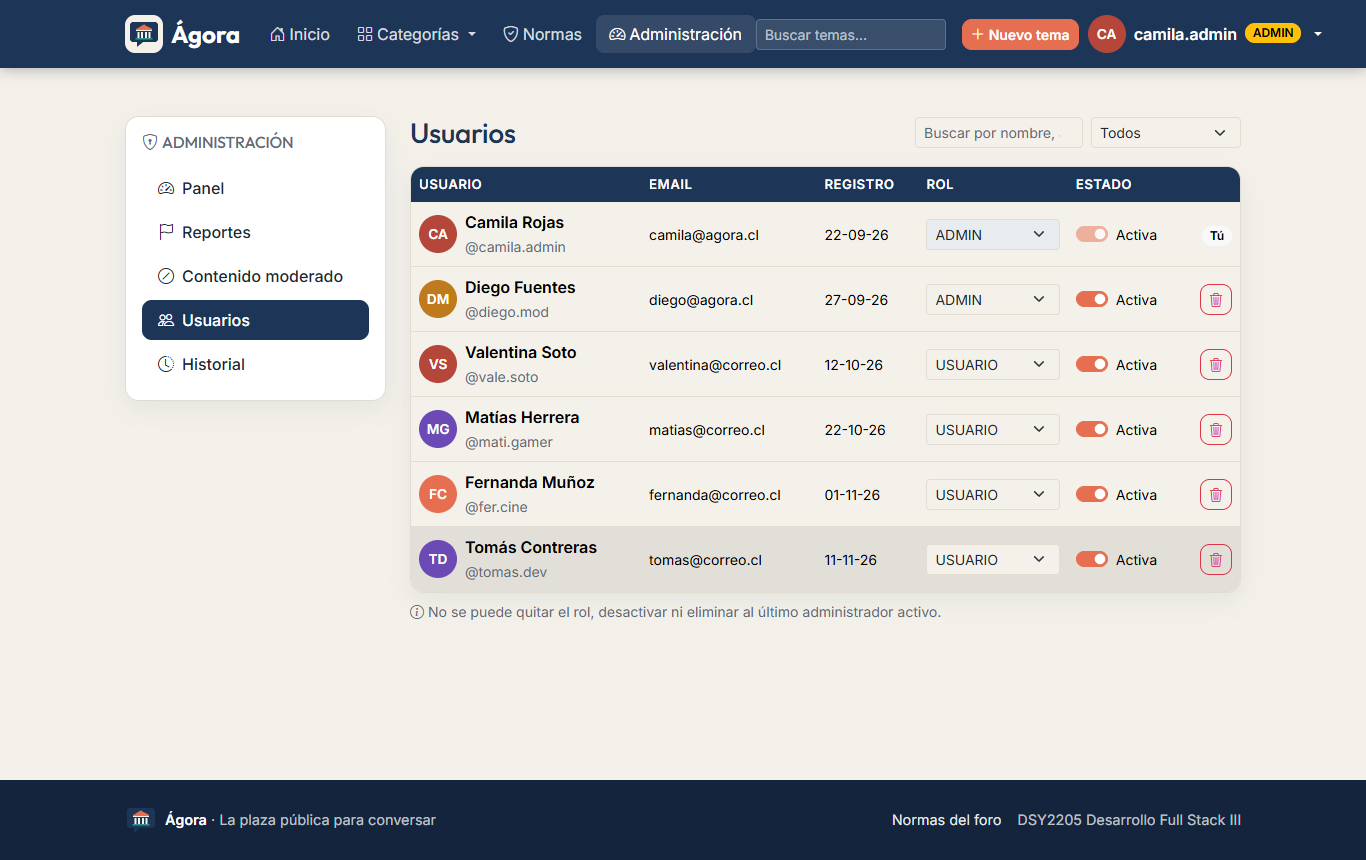 Ágora
Inicio
Categorías
Normas
Administración
Buscar temas...
+ Nuevo tema
CA
camila.admin
ADMIN
ADMINISTRACIÓN
Panel
Reportes
Contenido moderado
Usuarios
Historial
Usuarios
Buscar por nombre,
Todos
USUARIO EMAIL REGISTRO ROL ESTADO
CA Camila Rojas
@camila.admin
camila@agora.cl 22-09-26 ADMIN Activa Tú
DM Diego Fuentes
@diego.mod
diego@agora.cl 27-09-26 ADMIN Activa
VS Valentina Soto
@vale.soto
valentina@correo.cl 12-10-26 USUARIO Activa
MG Matías Herrera
@mati.gamer
matias@correo.cl 22-10-26 USUARIO Activa
FC Fernanda Muñoz
@fer.cine
fernanda@correo.cl 01-11-26 USUARIO Activa
TD Tomás Contreras
@tomas.dev
tomas@correo.cl 11-11-26 USUARIO Activa
No se puede quitar el rol, desactivar ni eliminar al último administrador activo.
Ágora · La plaza pública para conversar
Normas del foro DSY2205 Desarrollo Full Stack III